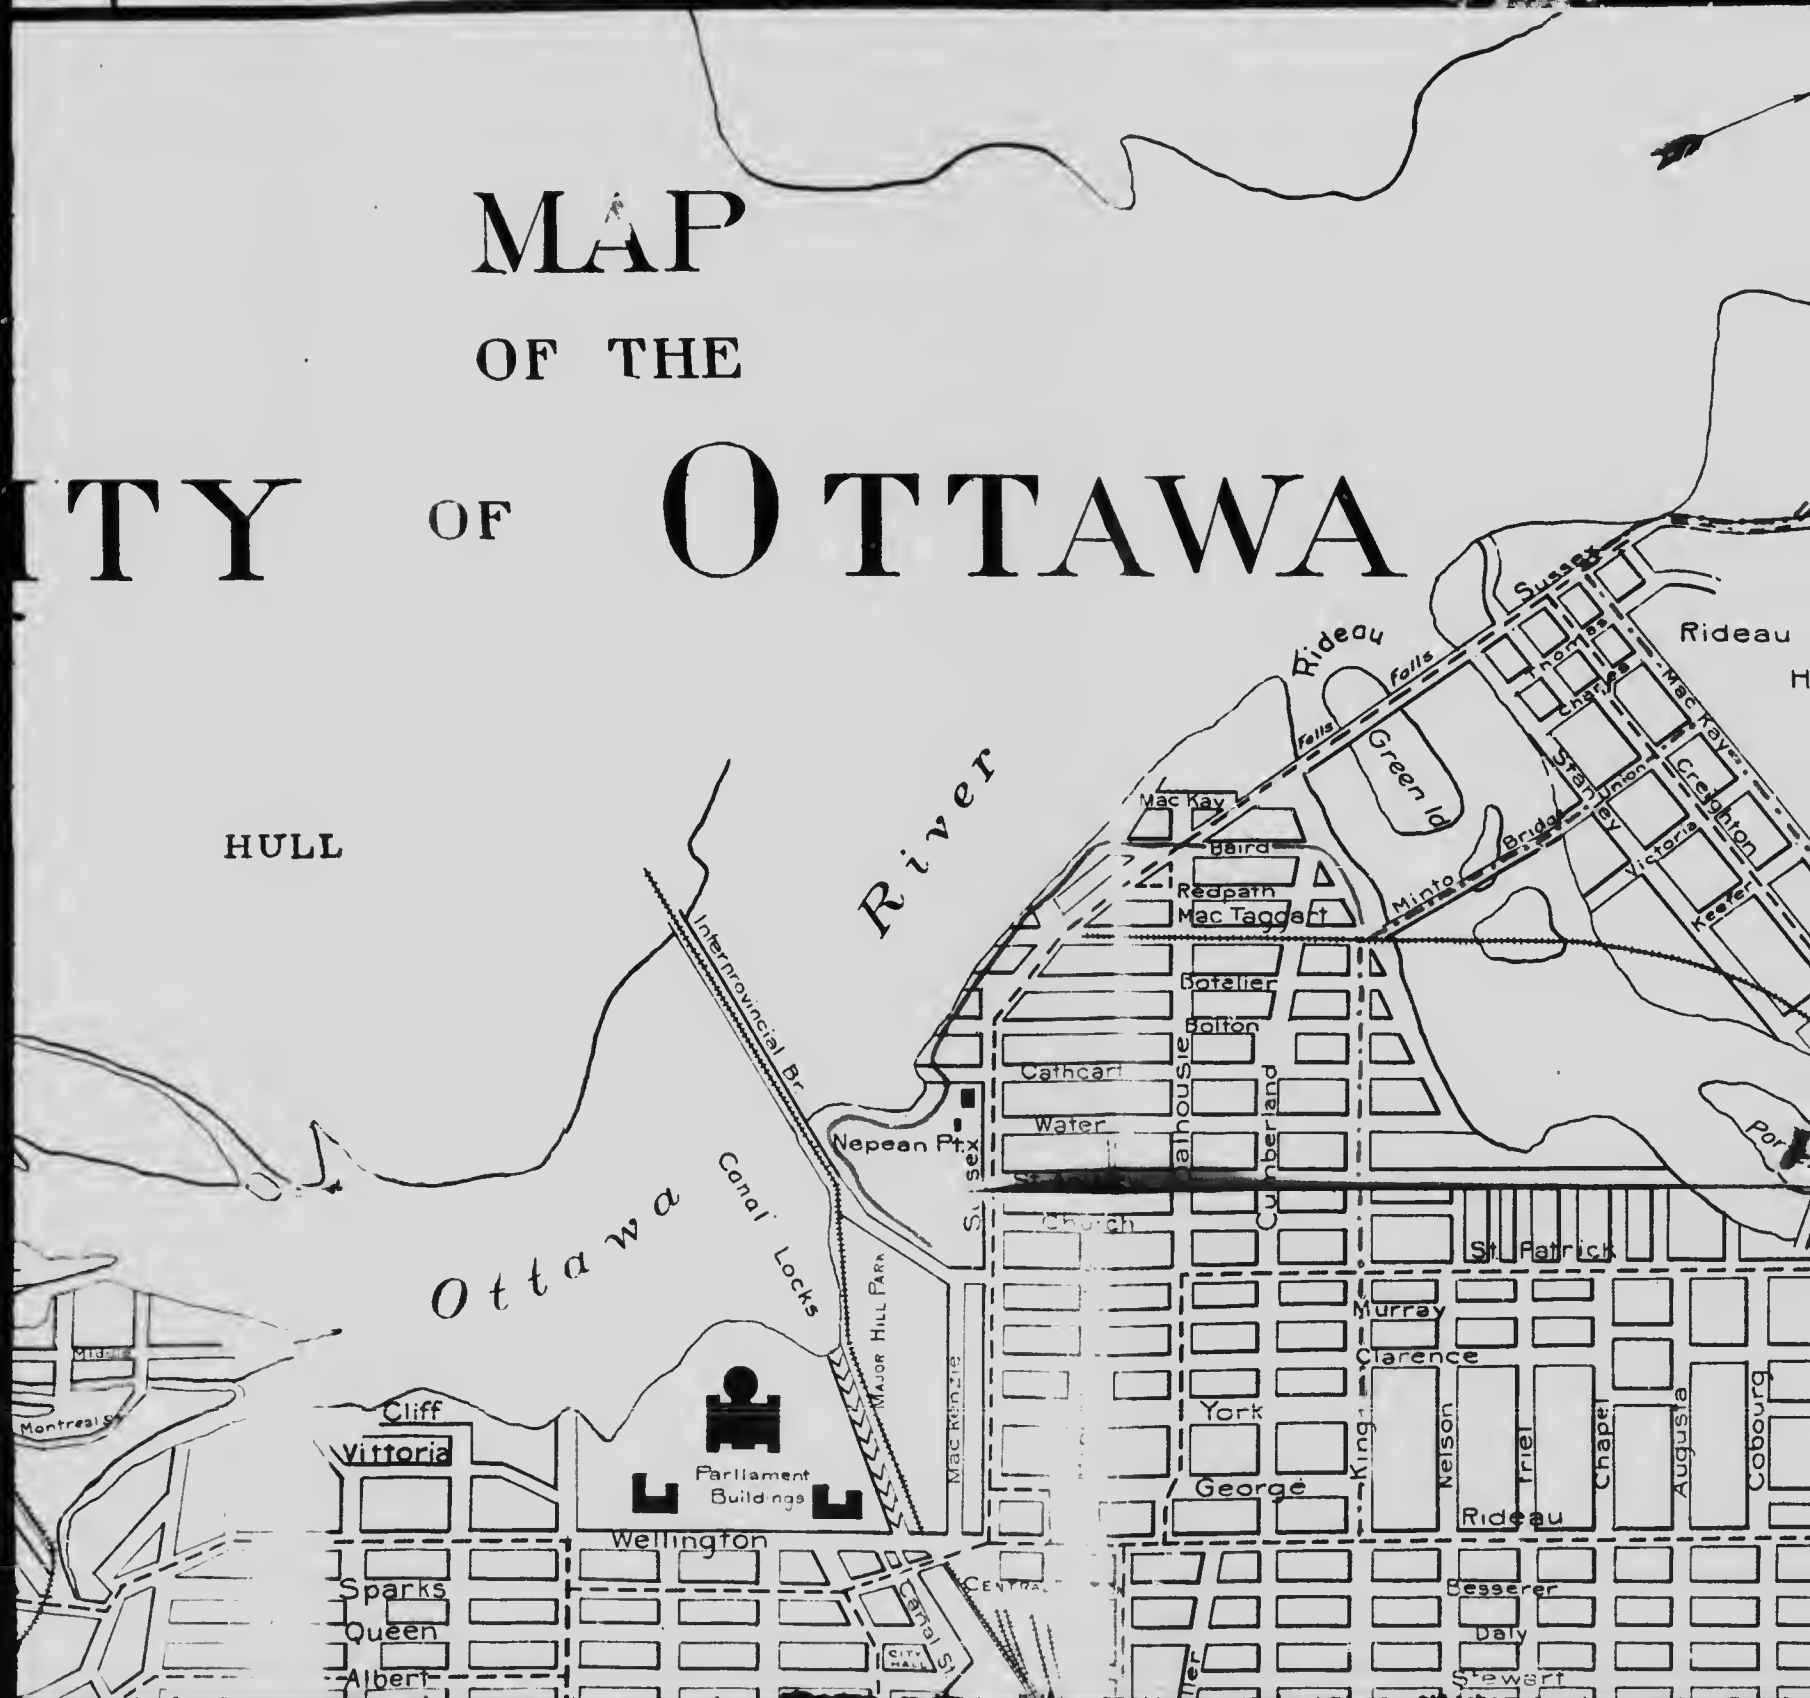 MAP
OF THE
ITY OF OTTAWA
HULL
Ottawa
River
Rideau
Falls
Falls
Green Id
Sussex
Thomas
Charles
Mac Kay
Stanley
Union
Creighton
Victoria
Keefer
Minto
Bridge
Rideau
H
Mac Kay
Baird
Redpath
Mac Taggart
Botelier
Bolton
Cathcart
Water
Church
Dalhousie
Cumberland
Interprovincial Br.
Nepean Pt.
Sussex
Canal
Locks
MAJOR HILL PARK
Mackenzie
St. Patrick
Murray
Clarence
York
George
King
Nelson
Friel
Chapel
Augusta
Cobourg
Rideau
Middle
Montreal St
Cliff
Vittoria
Parliament
Buildings
Wellington
Sparks
Queen
Albert
CENTRAL
Canal St
CITY
HALL
Besserer
Daly
Stewart
Por